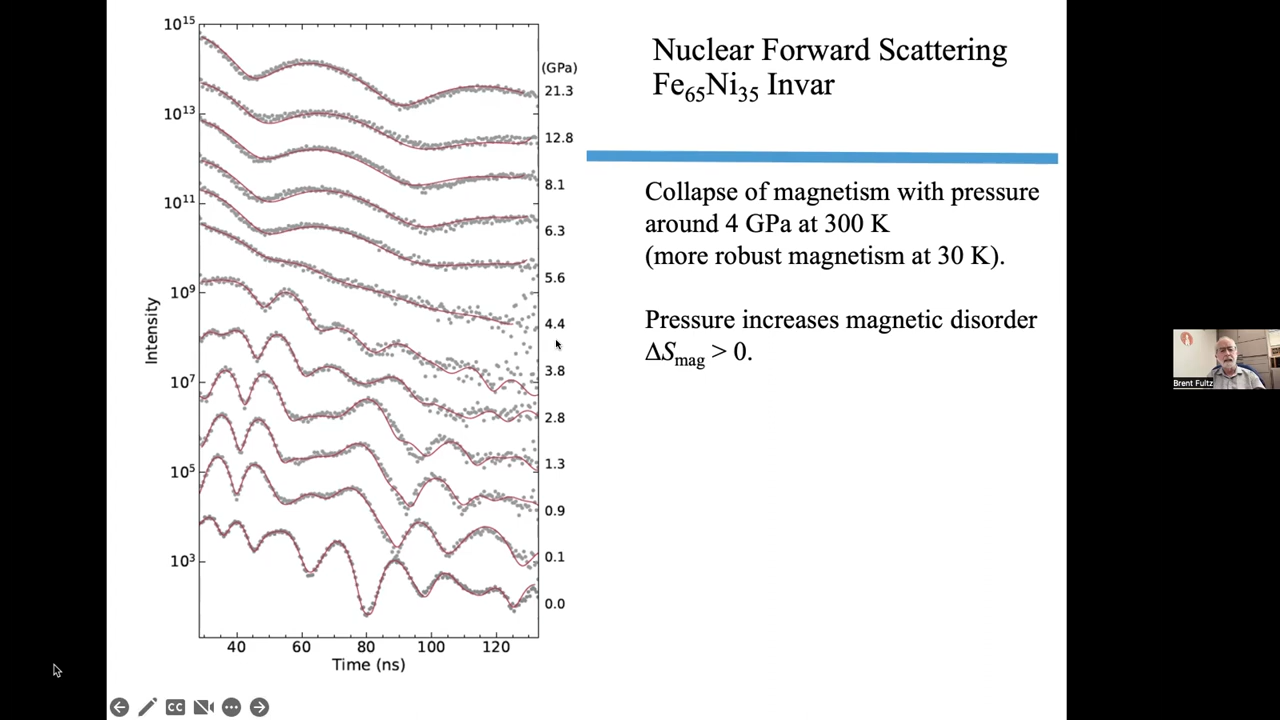 Nuclear Forward Scattering
Fe65Ni35 Invar
Collapse of magnetism with pressure
around 4 GPa at 300 K
(more robust magnetism at 30 K).
Pressure increases magnetic disorder
ΔSmag > 0.
10^15
10^13
10^11
10^9
10^7
10^5
10^3
Intensity
40
60
80
100
120
Time (ns)
(GPa)
21.3
12.8
8.1
6.3
5.6
4.4
3.8
2.8
1.3
0.9
0.1
0.0
CC
Brent Fultz